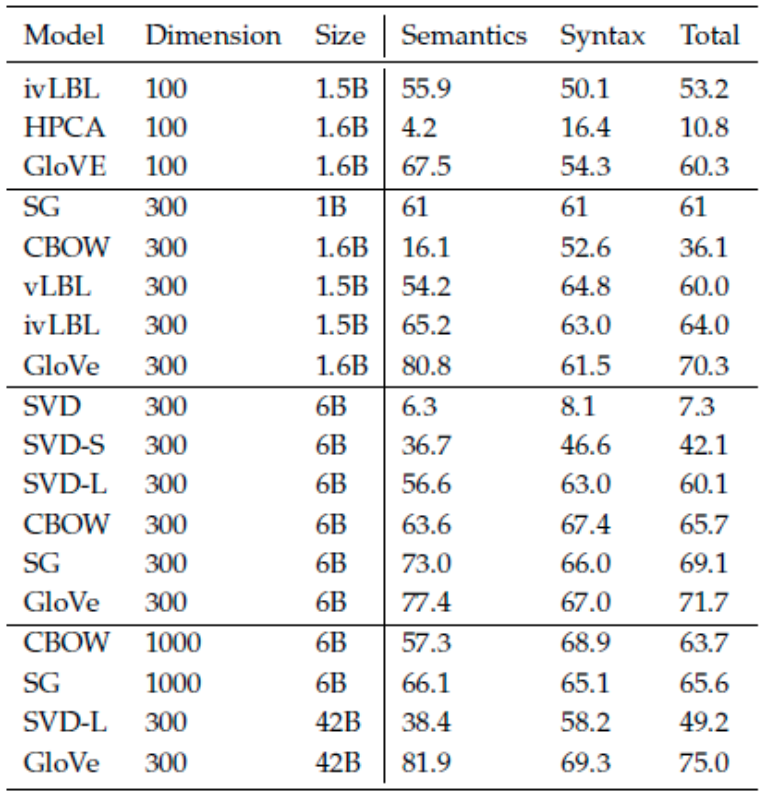 Model Dimension Size Semantics Syntax Total
ivLBL 100 1.5B 55.9 50.1 53.2
HPCA 100 1.6B 4.2 16.4 10.8
GloVE 100 1.6B 67.5 54.3 60.3
SG 300 1B 61 61 61
CBOW 300 1.6B 16.1 52.6 36.1
vLBL 300 1.5B 54.2 64.8 60.0
ivLBL 300 1.5B 65.2 63.0 64.0
GloVe 300 1.6B 80.8 61.5 70.3
SVD 300 6B 6.3 8.1 7.3
SVD-S 300 6B 36.7 46.6 42.1
SVD-L 300 6B 56.6 63.0 60.1
CBOW 300 6B 63.6 67.4 65.7
SG 300 6B 73.0 66.0 69.1
GloVe 300 6B 77.4 67.0 71.7
CBOW 1000 6B 57.3 68.9 63.7
SG 1000 6B 66.1 65.1 65.6
SVD-L 300 42B 38.4 58.2 49.2
GloVe 300 42B 81.9 69.3 75.0